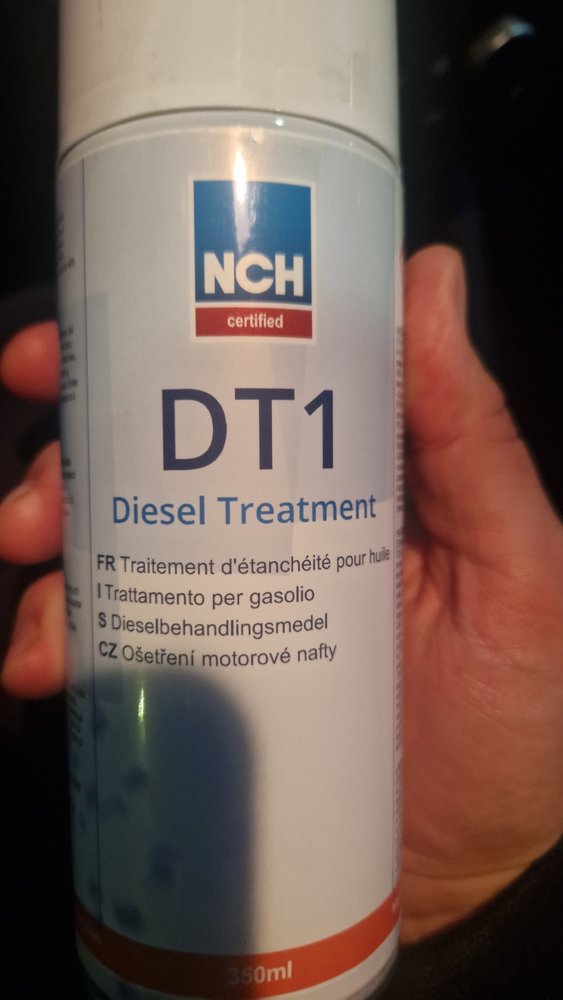 NCH
certified
DT1
Diesel Treatment
FR Traitement d'étanchéité pour huile
I Trattamento per gasolio
S Dieselbehandlingsmedel
CZ Ošetření motorové nafty
350ml